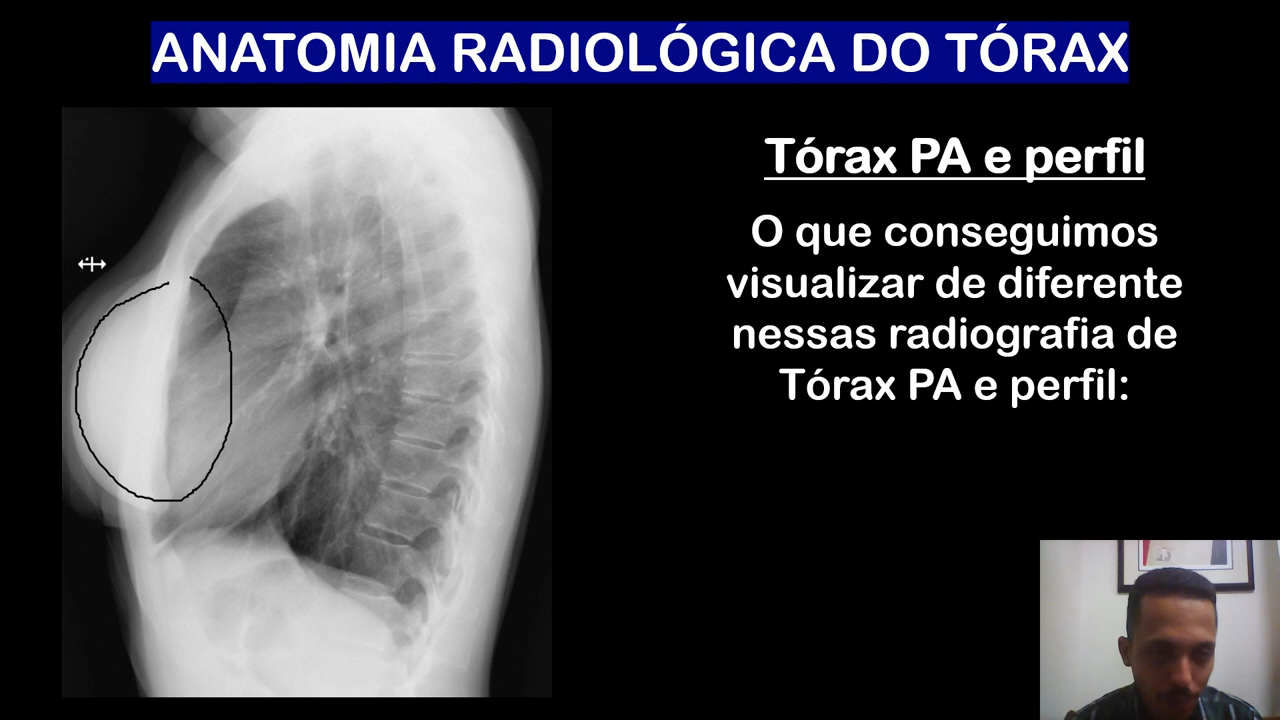 ANATOMIA RADIOLÓGICA DO TÓRAX
Tórax PA e perfil
O que conseguimos
visualizar de diferente
nessas radiografia de
Tórax PA e perfil: